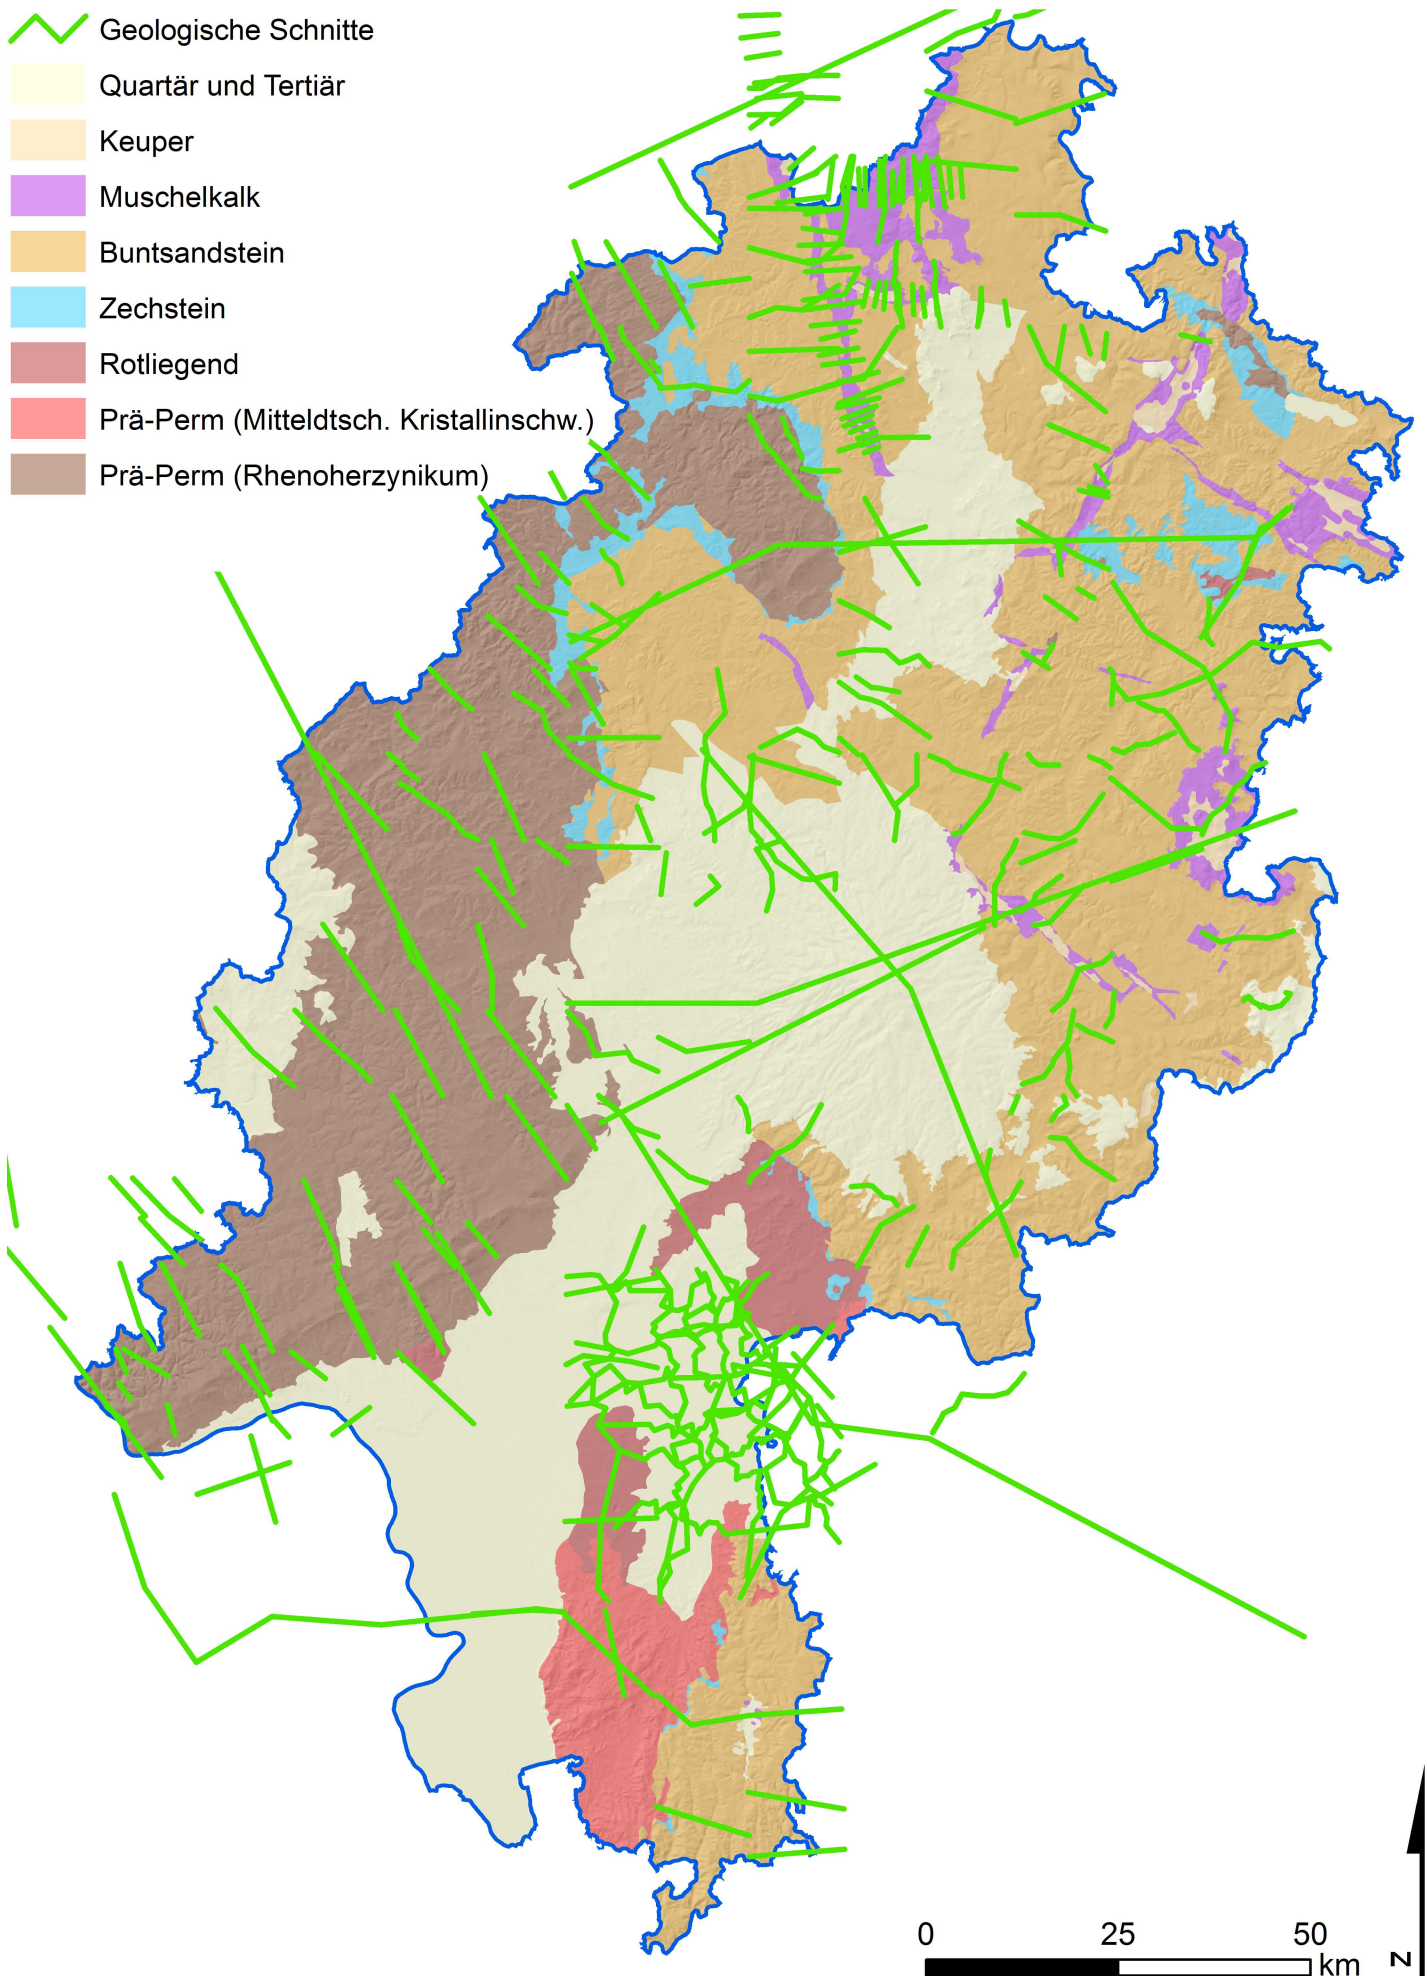 Geologische Schnitte
Quartär und Tertiär
Keuper
Muschelkalk
Buntsandstein
Zechstein
Rotliegend
Prä-Perm (Mitteldtsch. Kristallinschw.)
Prä-Perm (Rhenoherzynikum)
0 25 50
km
N